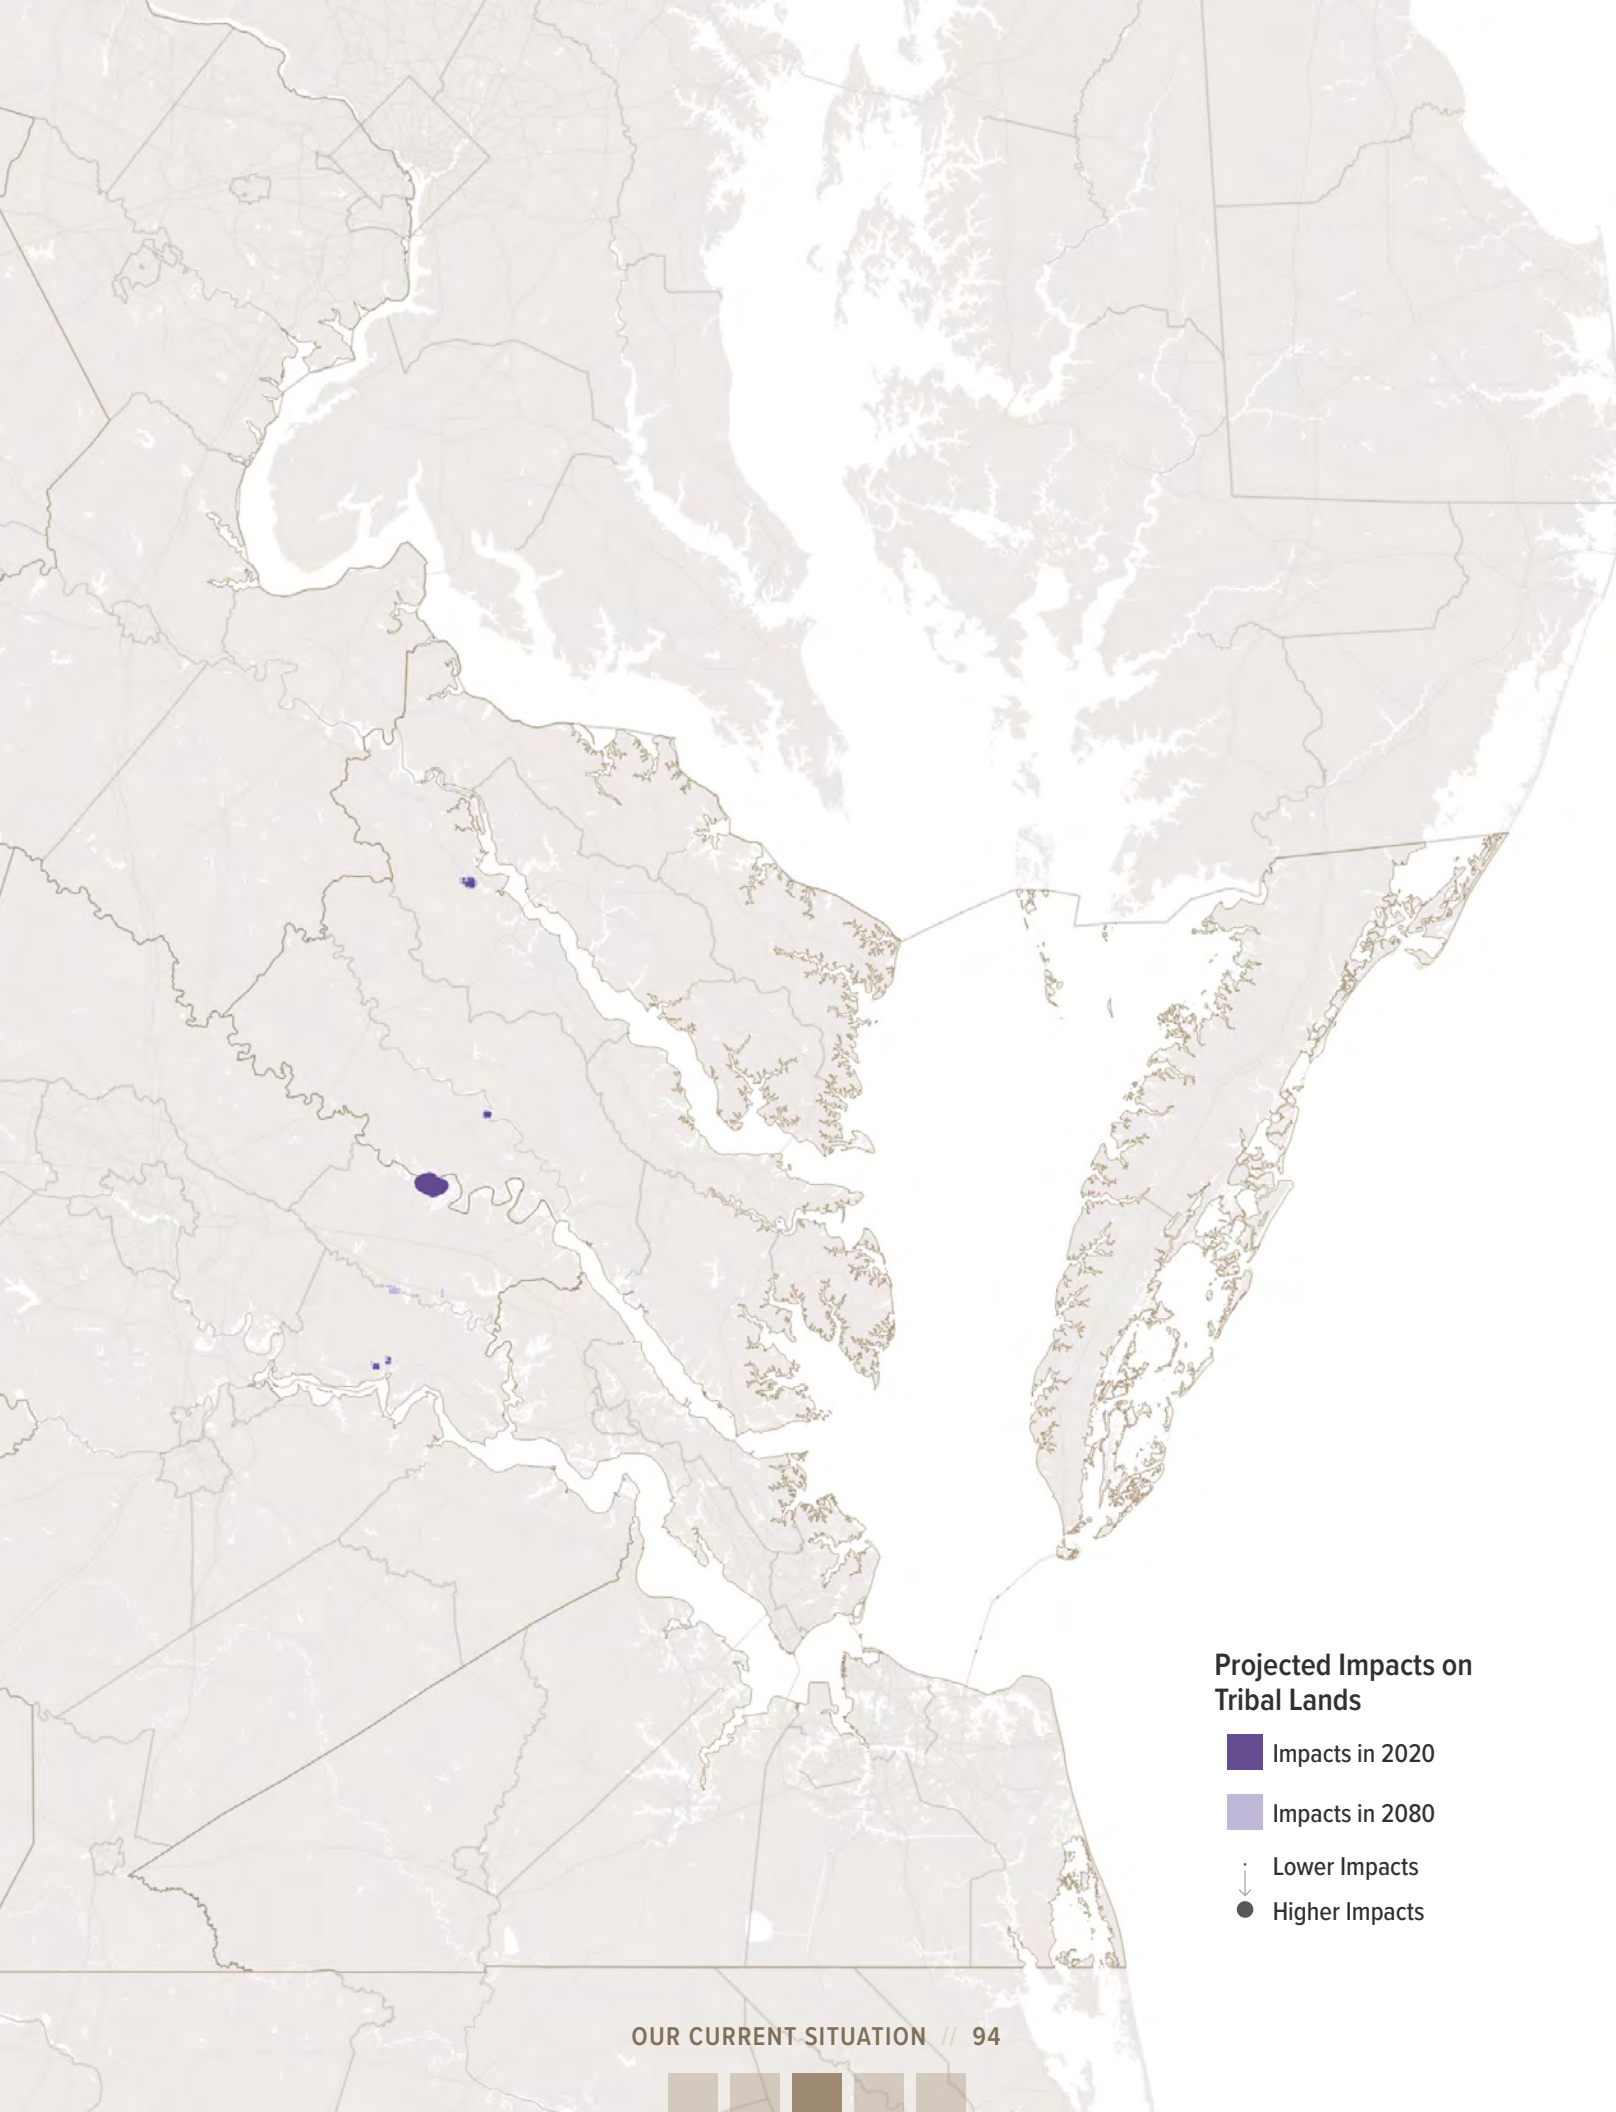 Projected Impacts on
Tribal Lands
Impacts in 2020
Impacts in 2080
Lower Impacts
Higher Impacts
OUR CURRENT SITUATION // 94